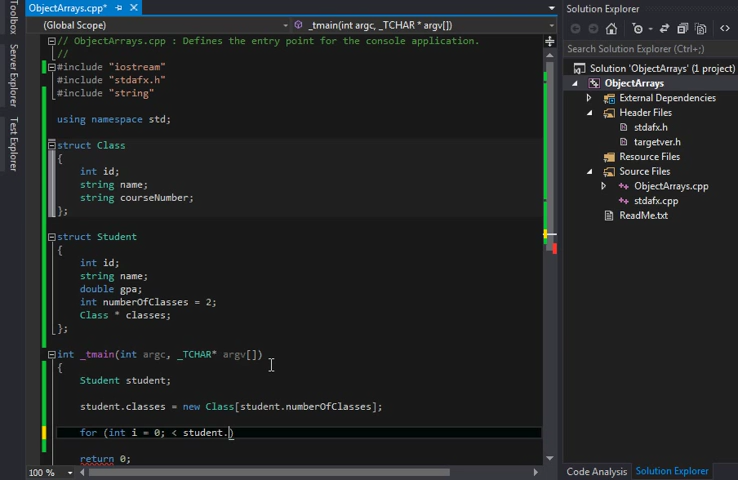 ObjectArrays.cpp*
(Global Scope)
_tmain(int argc, _TCHAR * argv[])
// ObjectArrays.cpp : Defines the entry point for the console application.
//
#include "iostream"
#include "stdafx.h"
#include "string"
using namespace std;
struct Class
{
int id;
string name;
string courseNumber;
};
struct Student
{
int id;
string name;
double gpa;
int numberOfClasses = 2;
Class * classes;
};
int _tmain(int argc, _TCHAR* argv[])
{
Student student;
student.classes = new Class[student.numberOfClasses];
for (int i = 0; < student.)
return 0;
100 %
Toolbox
Server Explorer
Test Explorer
Solution Explorer
Search Solution Explorer (Ctrl+;)
Solution 'ObjectArrays' (1 project)
ObjectArrays
External Dependencies
Header Files
stdafx.h
targetver.h
Resource Files
Source Files
ObjectArrays.cpp
stdafx.cpp
ReadMe.txt
Code Analysis
Solution Explorer